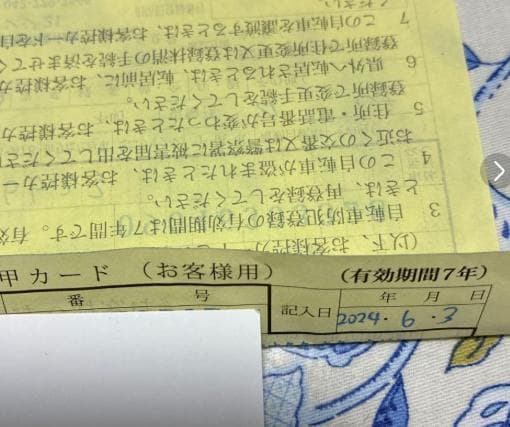 (以下、お客様控カ
3 自転車防犯登録の有効期間は7年間です。有効
ときは、再登録をしてください。
4 この自転車が盗まれたときは、お客様控カー
お近くの交番又は警察署に被害届を出してくださ
5 住所・電話番号が変わったときは、お客様控カ
登録所で変更手続をしてください。
6 県外へ転居されるときは、転居前に、お客様控カ
登録所で住所変更又は登録抹消の手続を済ませてく
7 この自転車を譲渡するときは、お客様控カードを
甲カード (お客様用) (有効期間7年)
番 号
記入日 年 月 日
2024. 6 . 3